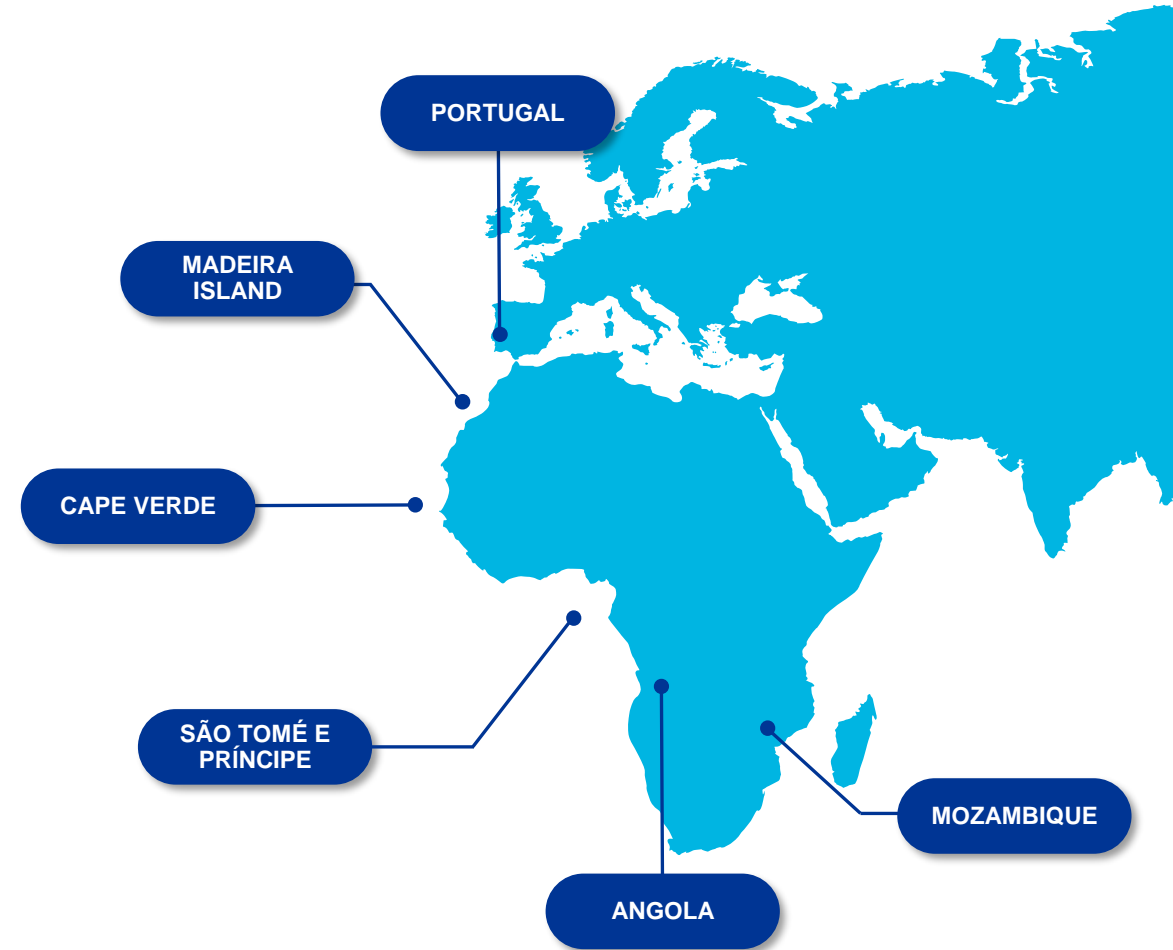 PORTUGAL
MADEIRA
ISLAND
CAPE VERDE
SÃO TOMÉ E
PRÍNCIPE
MOZAMBIQUE
ANGOLA